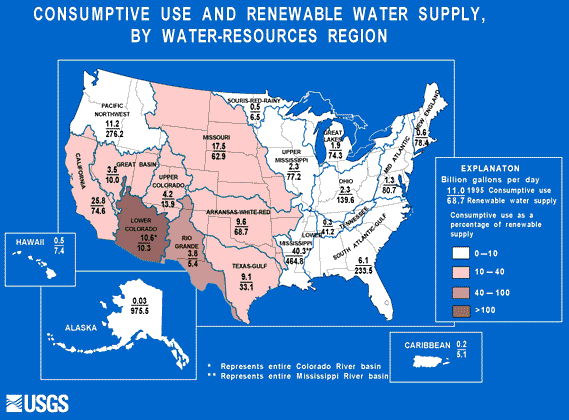 CONSUMPTIVE USE AND RENEWABLE WATER SUPPLY,
BY WATER-RESOURCES REGION
PACIFIC
NORTHWEST
11.2
276.2
SOURIS-RED-RAINY
0.5
6.5
MISSOURI
17.5
62.9
UPPER
MISSISSIPPI
2.3
77.2
GREAT
LAKES
1.9
74.3
NEW ENGLAND
0.6
78.4
MID ATLANTIC
1.3
80.7
CALIFORNIA
25.8
74.6
3.5
GREAT BASIN
10.0
UPPER
COLORADO
4.2
13.9
OHIO
2.3
139.6
TENNESSEE
0.3
41.2
LOWER
COLORADO
10.6*
10.3
RIO
GRANDE
3.8
5.4
ARKANSAS-WHITE-RED
9.6
68.7
TEXAS-GULF
9.1
33.1
LOWER
MISSISSIPPI
40.3**
464.8
SOUTH ATLANTIC-GULF
6.1
233.5
EXPLANATON
Billion gallons per day
11.0 1995 Consumptive use
68.7 Renewable water supply
Consumptive use as a
percentage of renewable
supply
0—10
10 — 40
40 — 100
>100
HAWAII 0.5
7.4
ALASKA
0.03
975.5
CARIBBEAN 0.2
5.1
* Represents entire Colorado River basin
** Represents entire Mississippi River basin
USGS